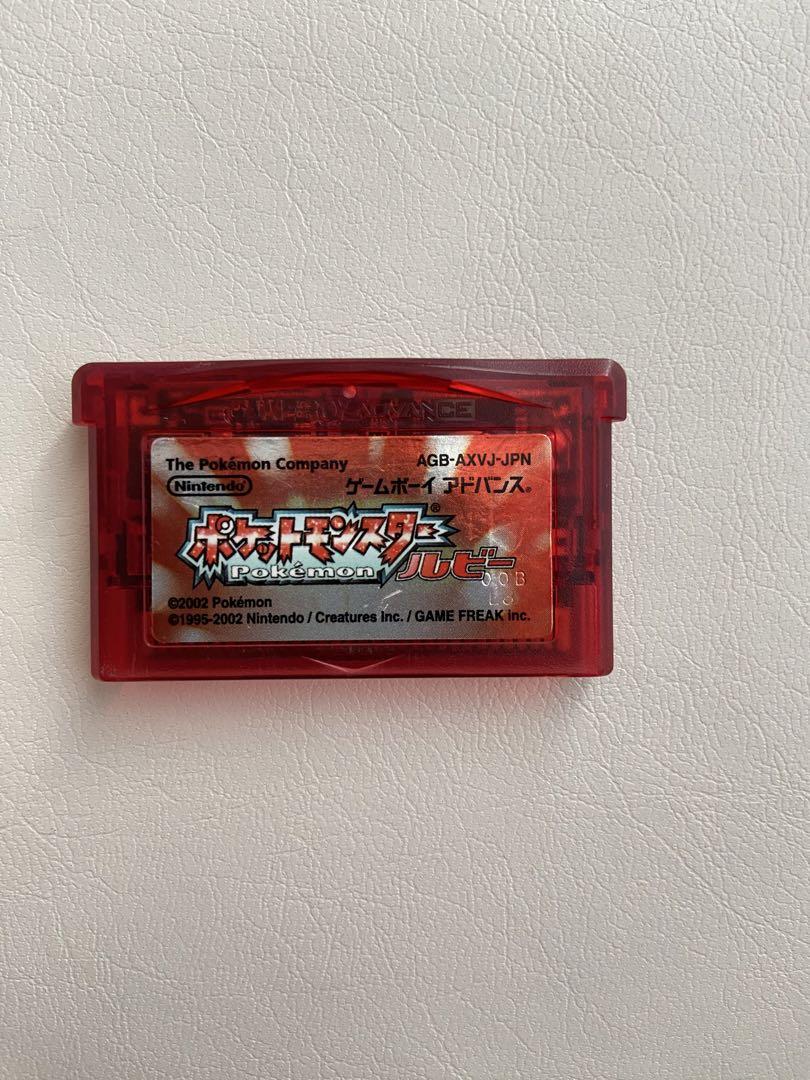 GAME BOY ADVANCE
The Pokémon Company
AGB-AXVJ-JPN
Nintendo®
ゲームボーイ アドバンス®
ポケットモンスター®
Pokémon
ルビー
00B
©2002 Pokémon
©1995-2002 Nintendo / Creatures inc. / GAME FREAK inc.